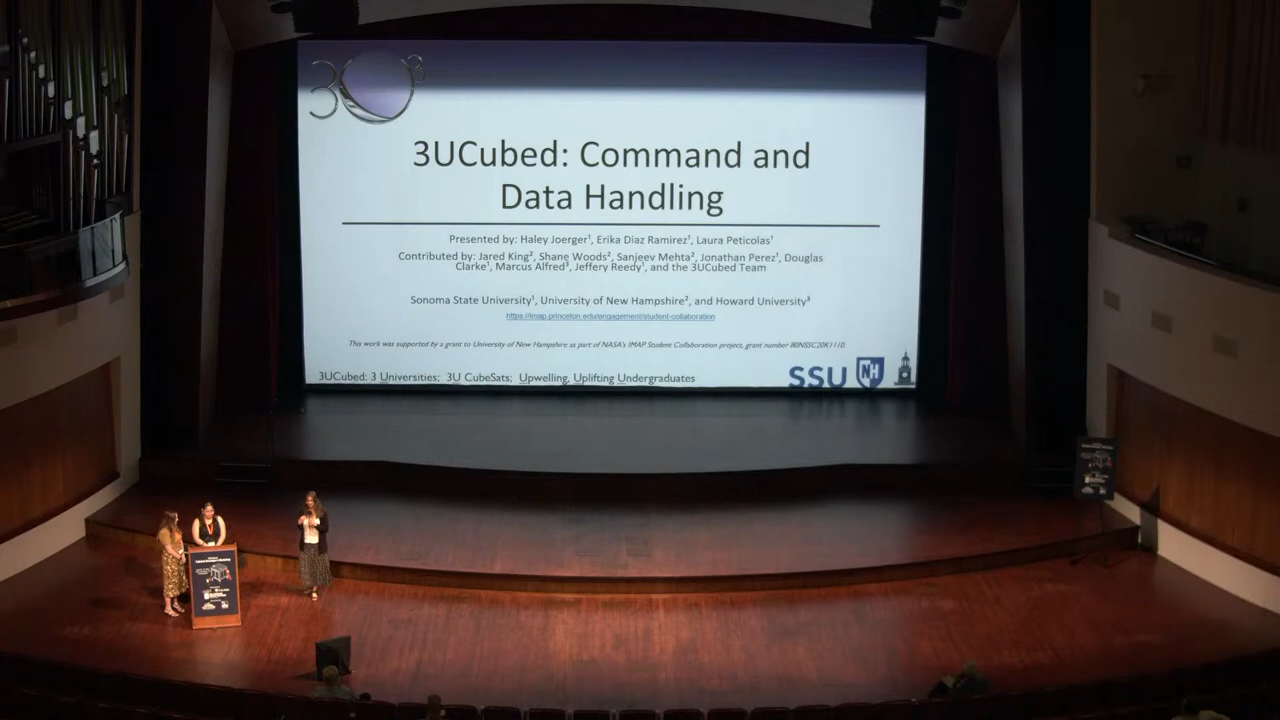 3U³
3UCubed: Command and
Data Handling
Presented by: Haley Joerger¹, Erika Diaz Ramirez¹, Laura Peticolas¹
Contributed by: Jared King², Shane Woods², Sanjeev Mehta², Jonathan Perez¹, Douglas
Clarke¹, Marcus Alfred³, Jeffery Reedy¹, and the 3UCubed Team
Sonoma State University¹, University of New Hampshire², and Howard University³
https://imap.princeton.edu/engagement/student-collaboration
This work was supported by a grant to University of New Hampshire as part of NASA's IMAP Student Collaboration project, grant number 80NSSC20K1110.
3UCubed: 3 Universities; 3U CubeSats; Upwelling, Uplifting Undergraduates
SSU NH